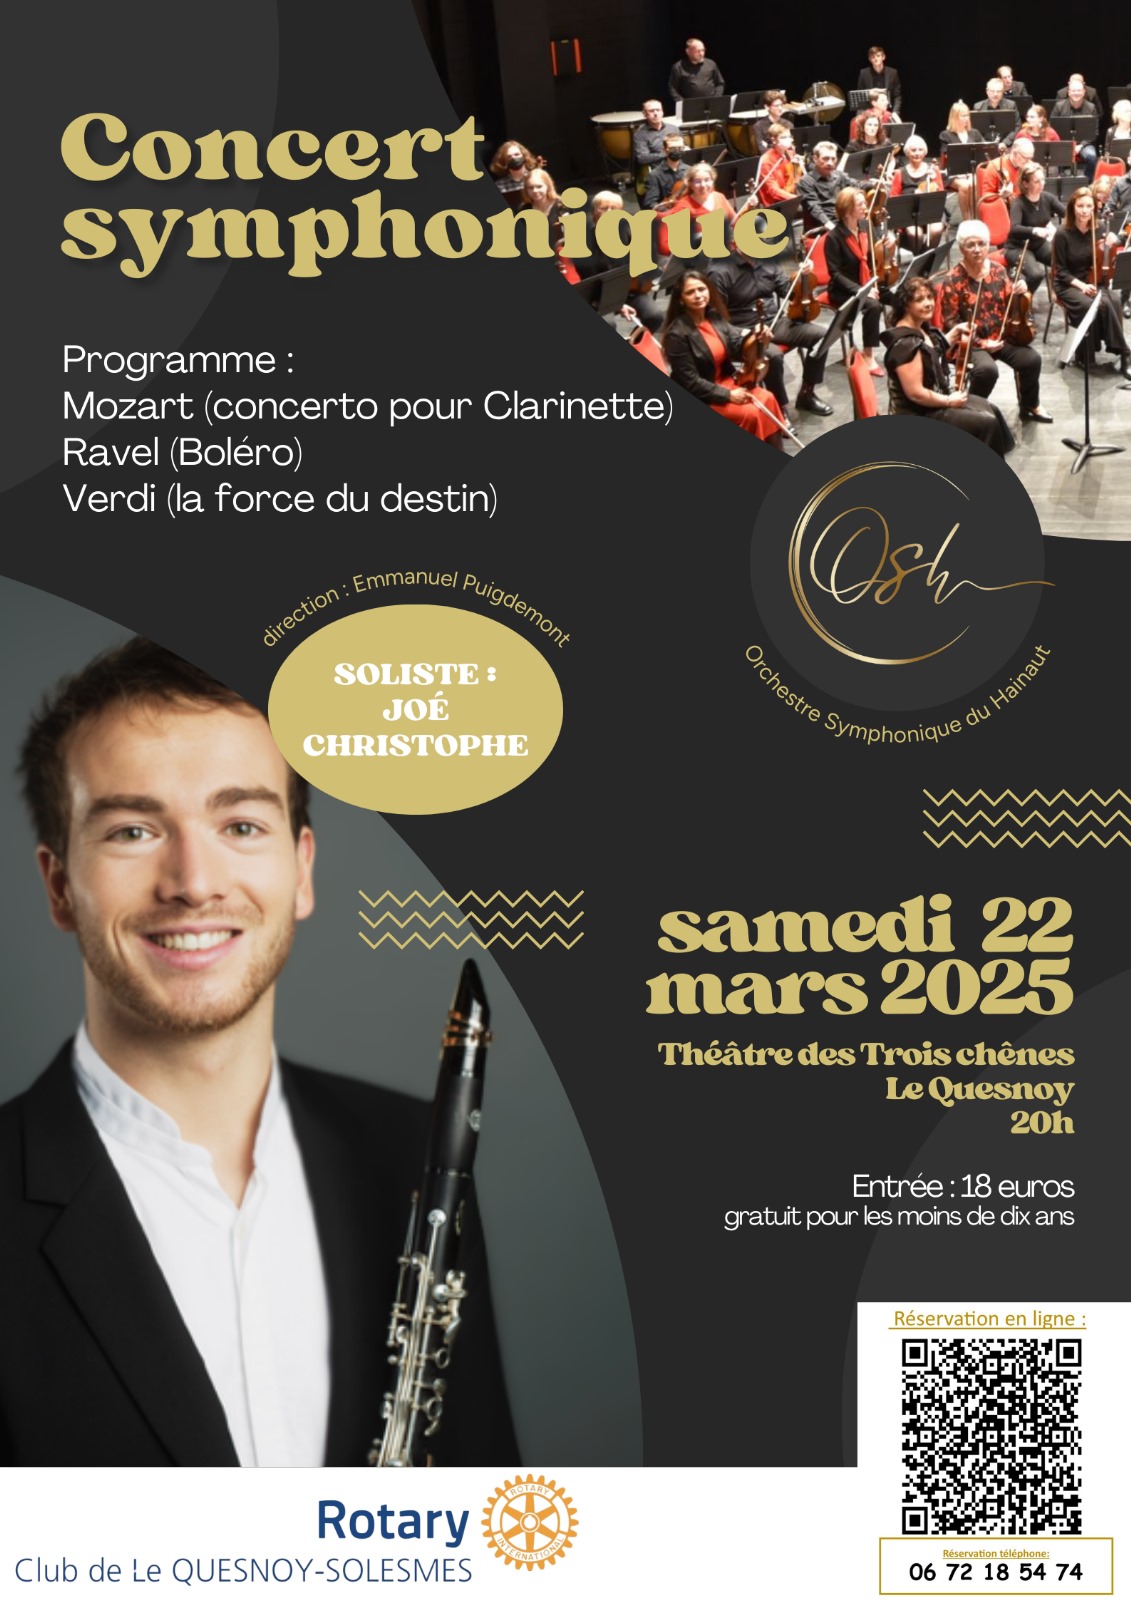 Concert
symphonique
Programme :
Mozart (concerto pour Clarinette)
Ravel (Boléro)
Verdi (la force du destin)
Osh
Orchestre Symphonique du Hainaut
direction : Emmanuel Puigdemont
SOLISTE :
JOÉ
CHRISTOPHE
samedi 22
mars 2025
Théâtre des Trois chênes
Le Quesnoy
20h
Entrée : 18 euros
gratuit pour les moins de dix ans
Réservation en ligne :
Réservation téléphone:
06 72 18 54 74
Rotary
ROTARY
INTERNATIONAL
Club de Le QUESNOY-SOLESMES